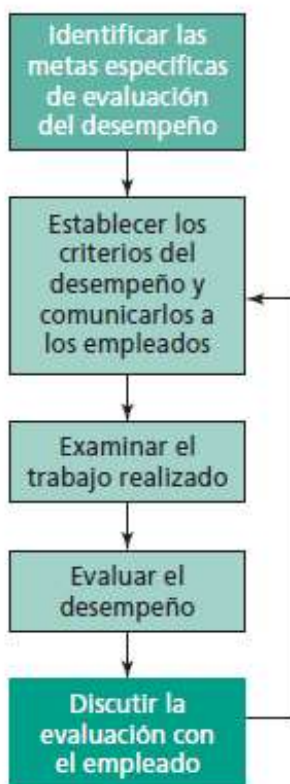 Identificar las
metas específicas
de evaluación
del desempeño
Establecer los
criterios del
desempeño y
comunicarlos a
los empleados
Examinar el
trabajo realizado
Evaluar el
desempeño
Discutir la
evaluación con
el empleado